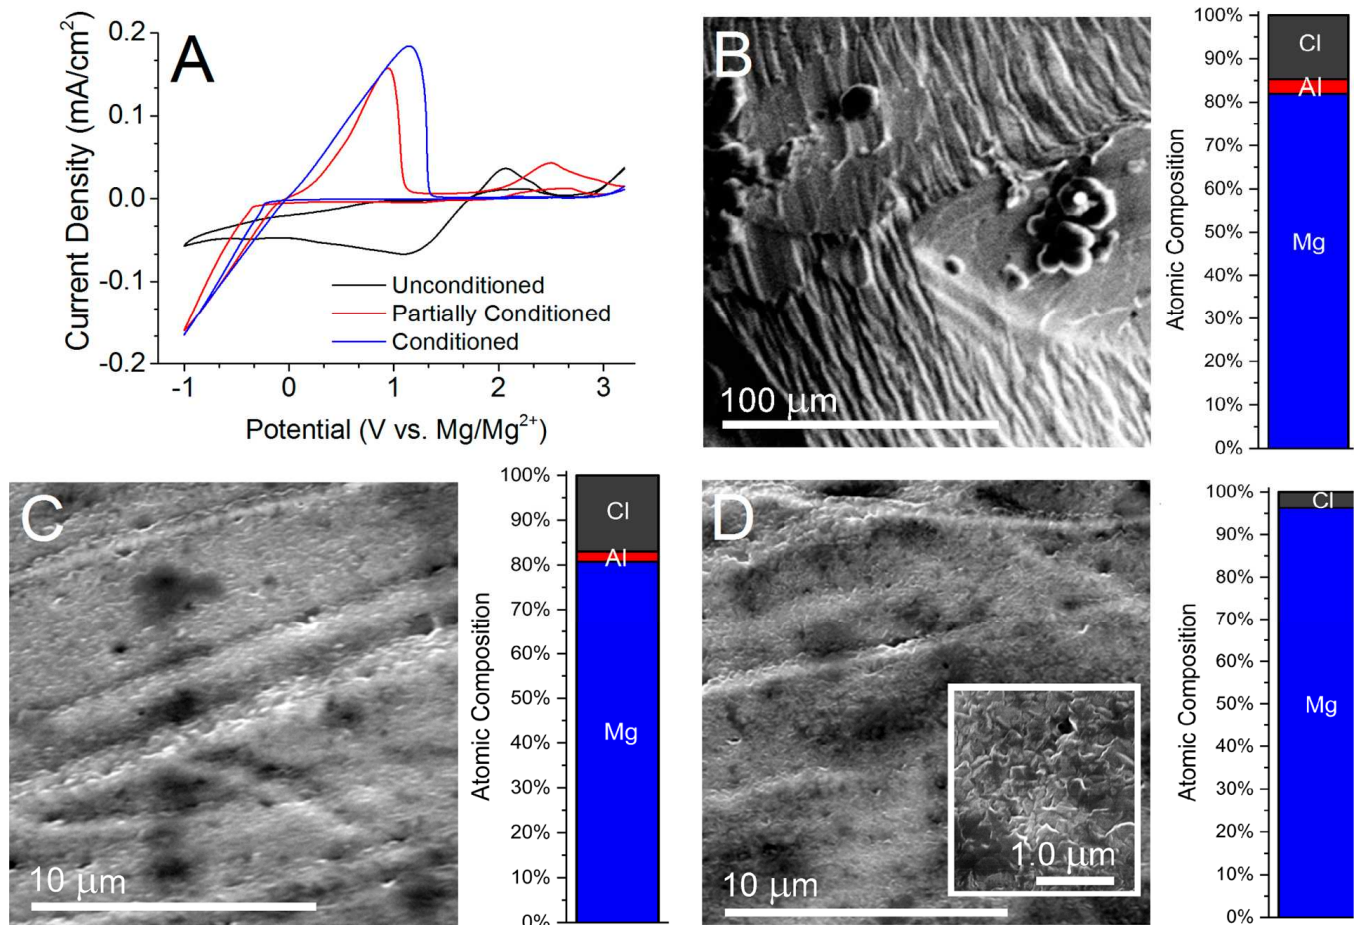 A
Current Density (mA/cm²)
0.2
0.1
0.0
-0.1
-0.2
Unconditioned
Partially Conditioned
Conditioned
-1
0
1
2
3
Potential (V vs. Mg/Mg²⁺)
B
100 μm
Atomic Composition
100%
90%
80%
70%
60%
50%
40%
30%
20%
10%
0%
Cl
Al
Mg
C
10 μm
Atomic Composition
100%
90%
80%
70%
60%
50%
40%
30%
20%
10%
0%
Cl
Al
Mg
D
10 μm
1.0 μm
Atomic Composition
100%
90%
80%
70%
60%
50%
40%
30%
20%
10%
0%
Cl
Mg